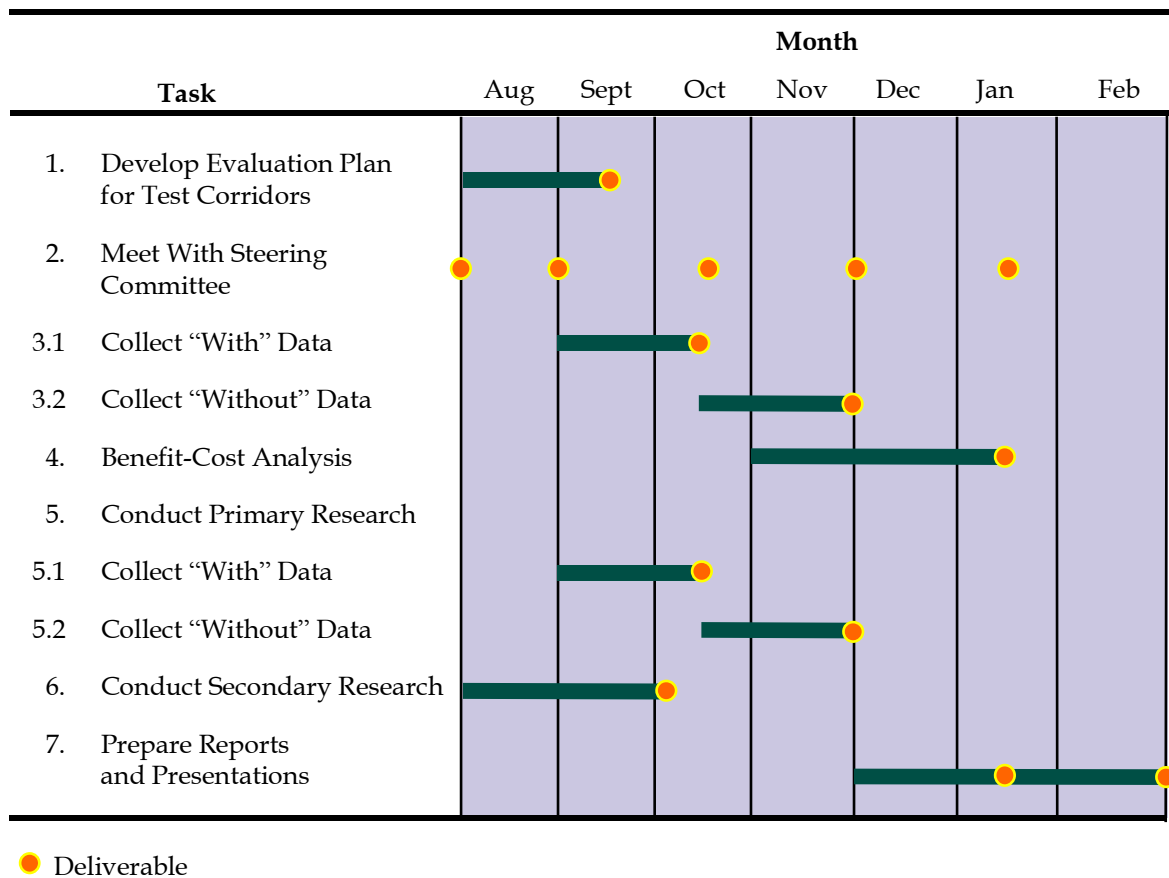 Month
Task Aug Sept Oct Nov Dec Jan Feb
1. Develop Evaluation Plan
for Test Corridors
2. Meet With Steering
Committee
3.1 Collect “With” Data
3.2 Collect “Without” Data
4. Benefit-Cost Analysis
5. Conduct Primary Research
5.1 Collect “With” Data
5.2 Collect “Without” Data
6. Conduct Secondary Research
7. Prepare Reports
and Presentations
Deliverable